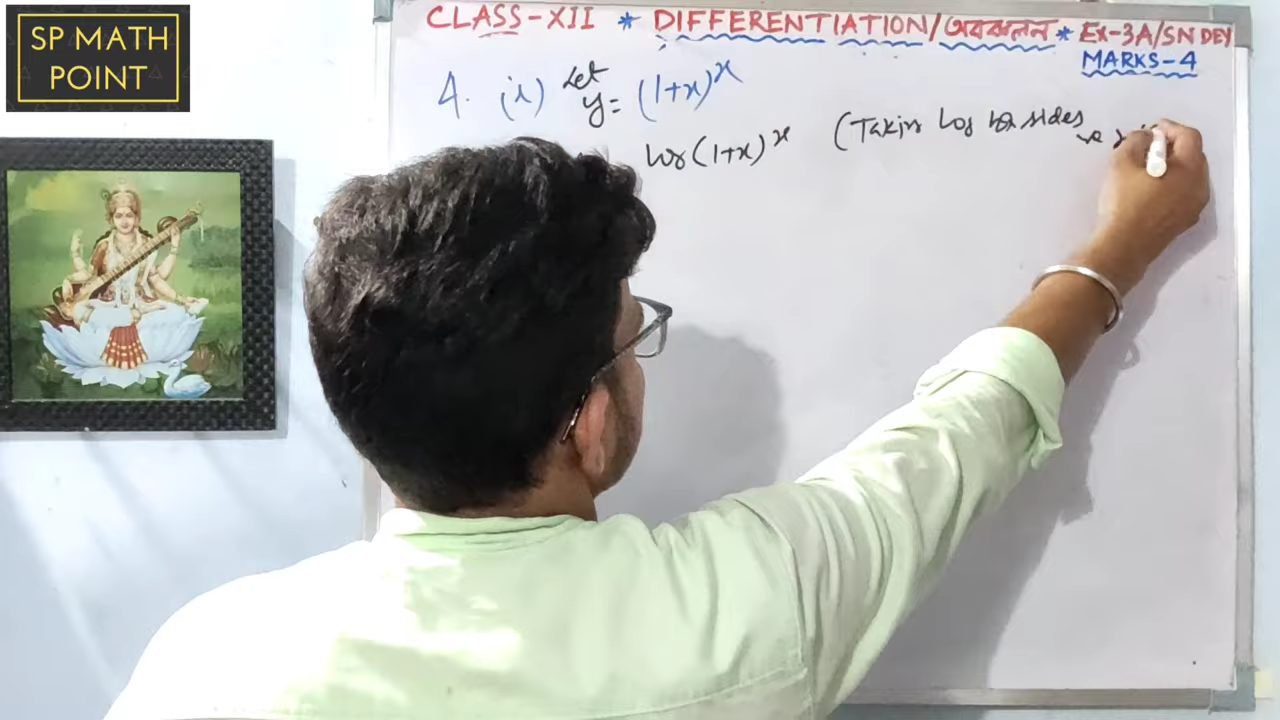 SP MATH
POINT
CLASS-XII * DIFFERENTIATION/অবকলন * EX-3A/SN DEY
MARKS-4
4. (i) Let y = (1+x)^x
log(1+x)^x (Taking log both sides